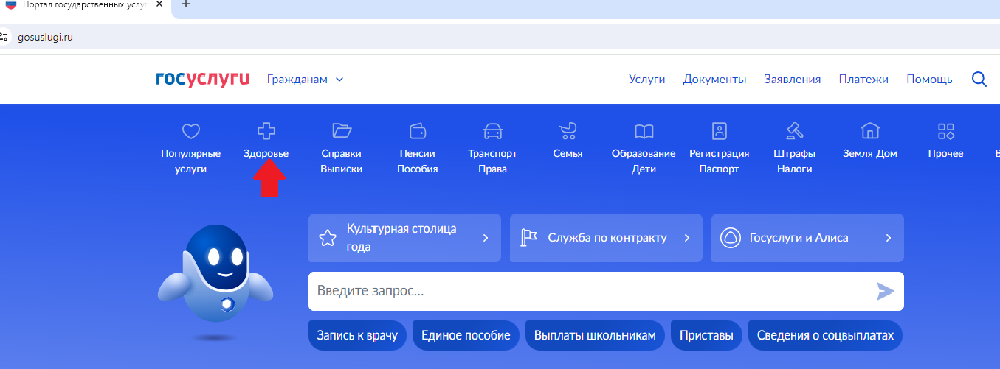 Портал государственных услуг
gosuslugi.ru
госуслуги Гражданам Услуги Документы Заявления Платежи Помощь
Популярные услуги
Здоровье
Справки Выписки
Пенсии Пособия
Транспорт Права
Семья
Образование Дети
Регистрация Паспорт
Штрафы Налоги
Земля Дом
Прочее
Культурная столица
года
Служба по контракту
Госуслуги и Алиса
Введите запрос...
Запись к врачу Единое пособие Выплаты школьникам Приставы Сведения о соцвыплатах